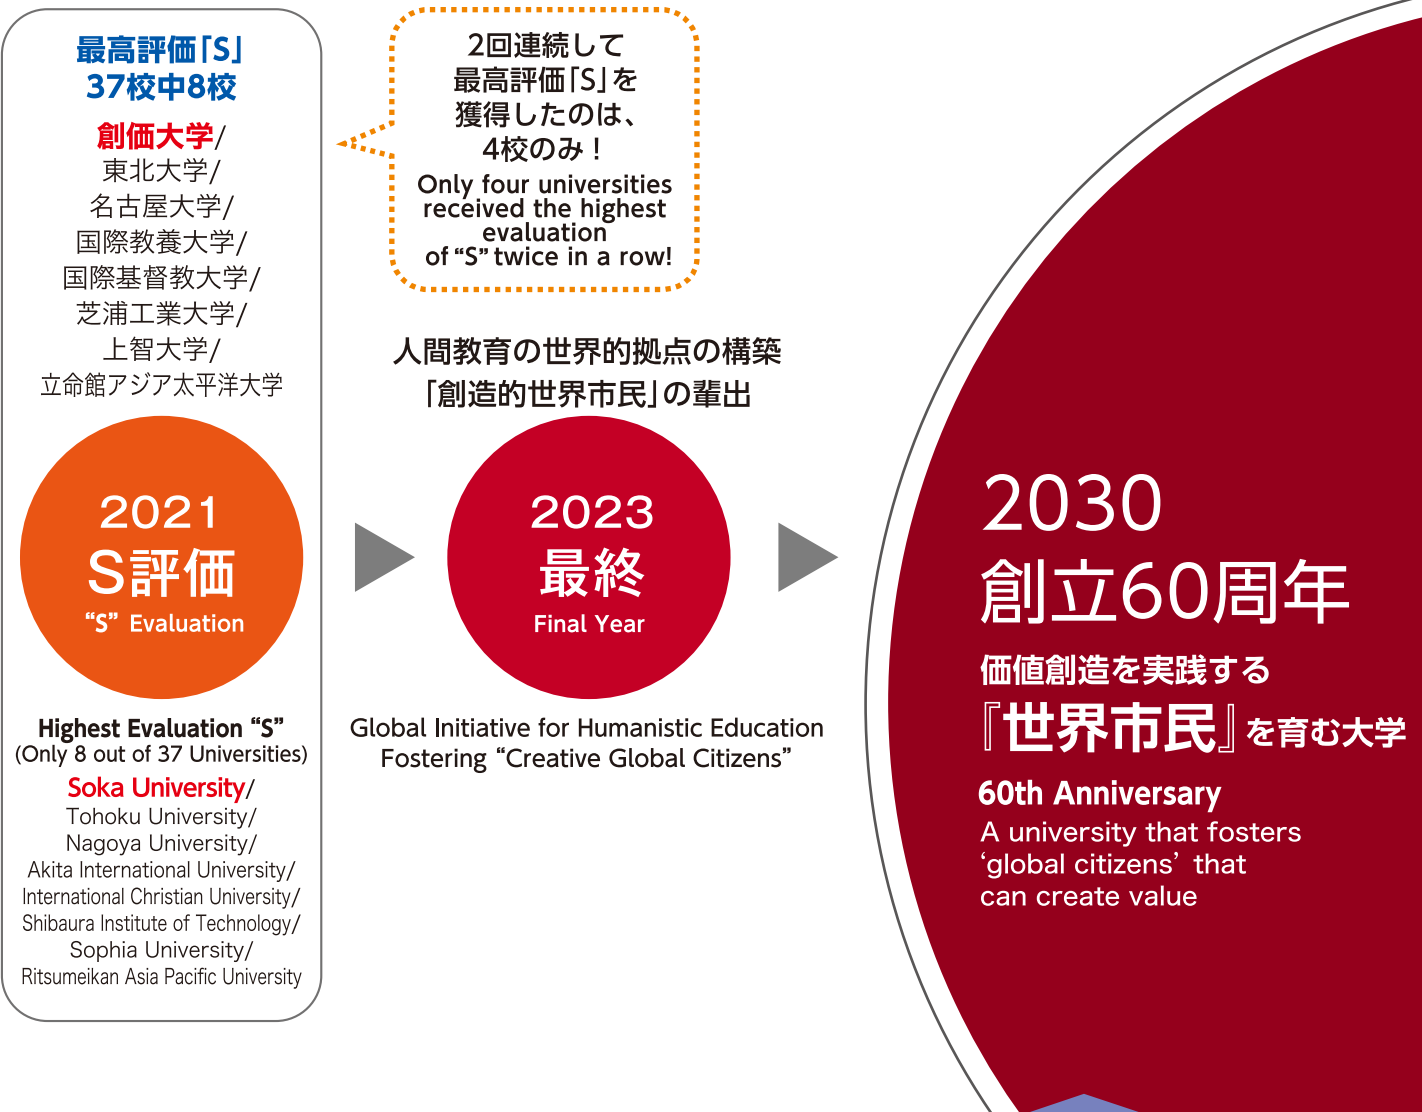 最高評価「S」
37校中8校
創価大学/
東北大学/
名古屋大学/
国際教養大学/
国際基督教大学/
芝浦工業大学/
上智大学/
立命館アジア太平洋大学
2021
S評価
“S” Evaluation
Highest Evaluation “S”
(Only 8 out of 37 Universities)
Soka University/
Tohoku University/
Nagoya University/
Akita International University/
International Christian University/
Shibaura Institute of Technology/
Sophia University/
Ritsumeikan Asia Pacific University
2回連続して
最高評価「S」を
獲得したのは、
4校のみ！
Only four universities
received the highest
evaluation
of “S” twice in a row!
人間教育の世界的拠点の構築
「創造的世界市民」の輩出
2023
最終
Final Year
Global Initiative for Humanistic Education
Fostering “Creative Global Citizens”
2030
創立60周年
価値創造を実践する
『世界市民』を育む大学
60th Anniversary
A university that fosters
‘global citizens’ that
can create value